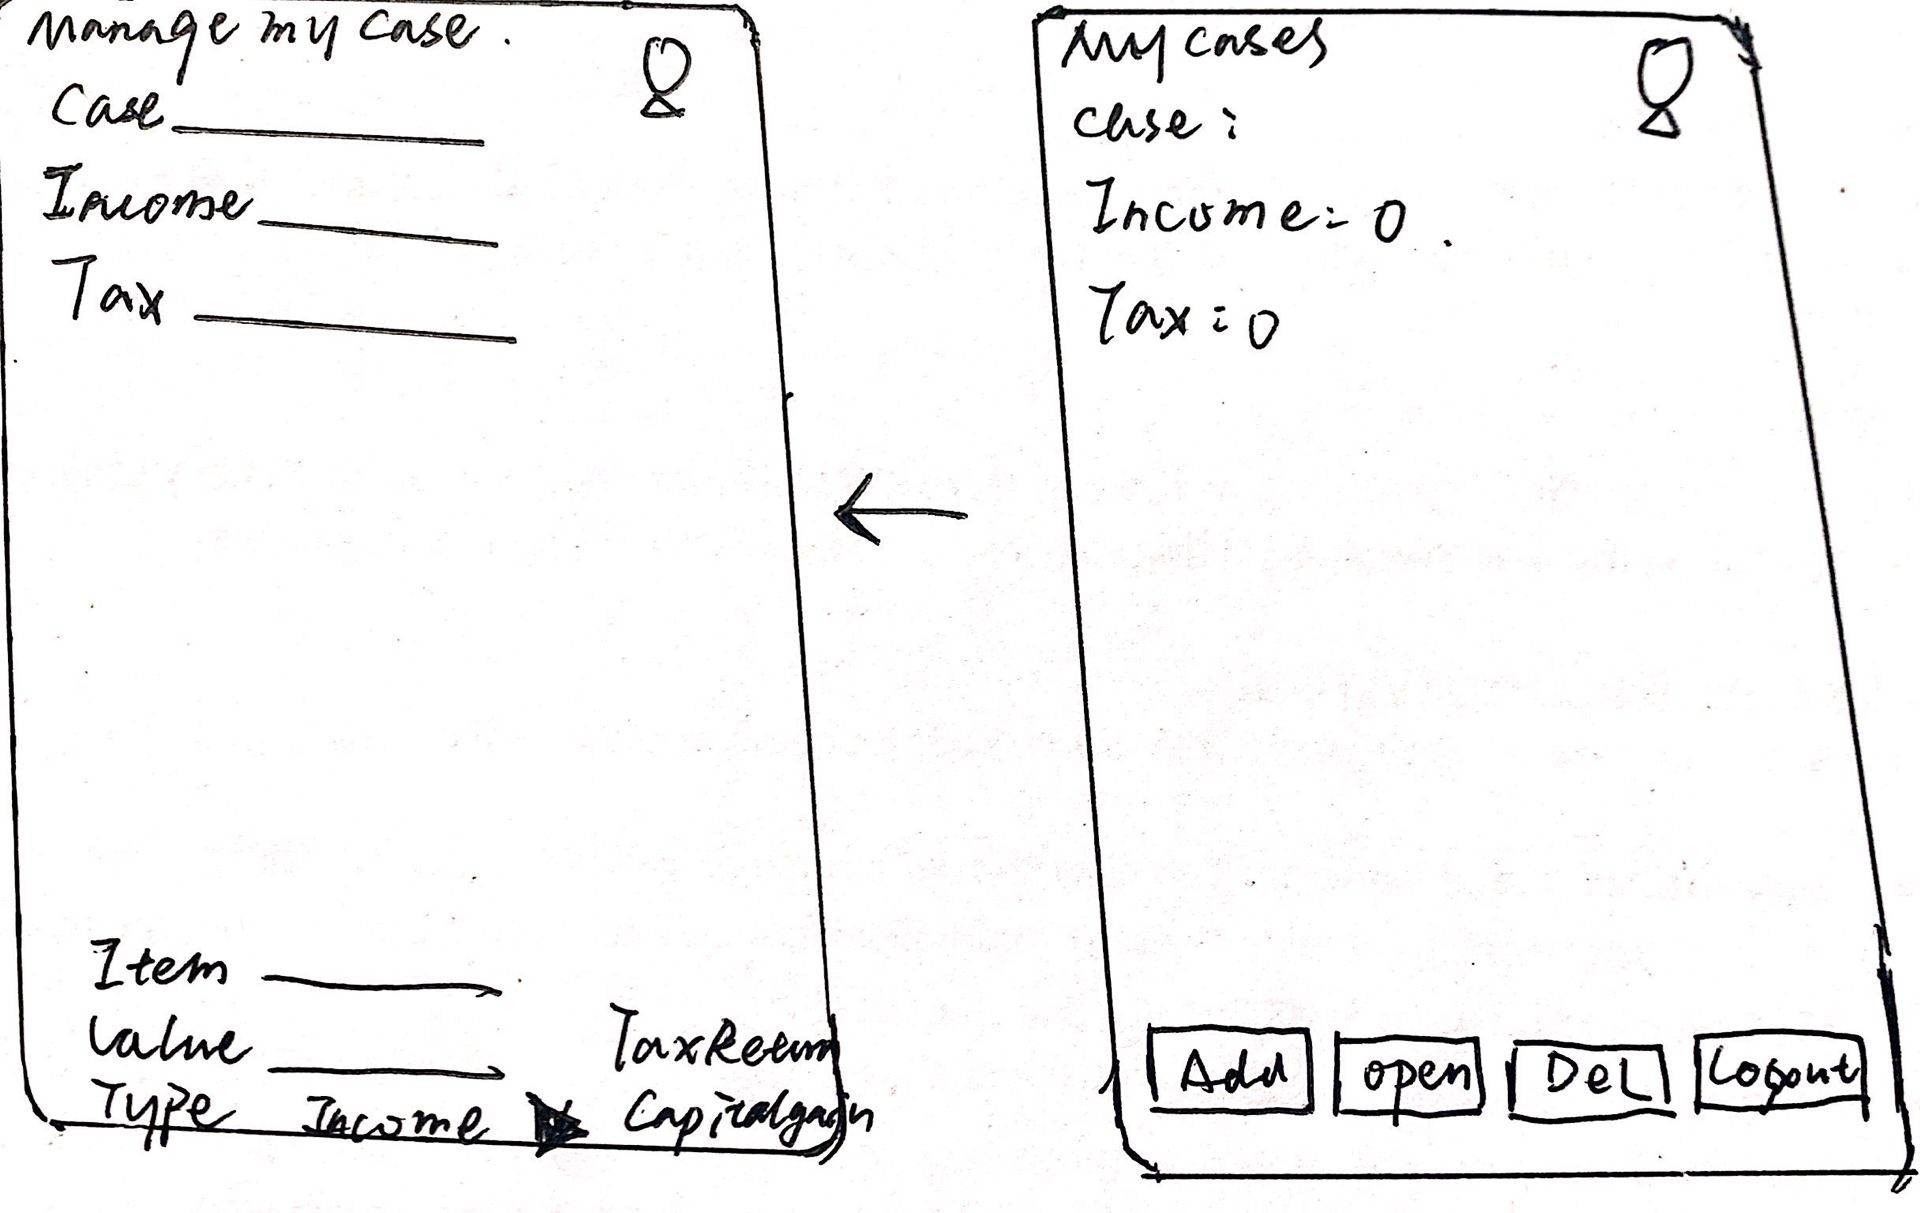 Manage my case.
Case
Income
Tax
Item
Value
Type Income
TaxReturn
Capitalgain
My cases
case:
Income: 0.
Tax: 0
Add
open
Del
Logout